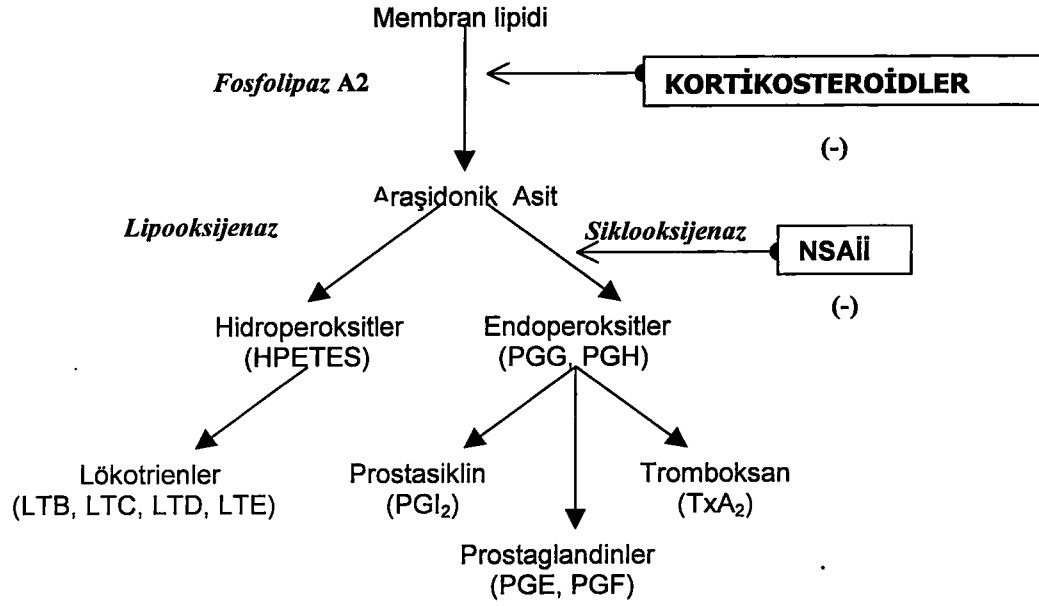 Membran lipidi
Fosfolipaz A2
KORTİKOSTEROİDLER
(-)
Araşidonik Asit
Lipooksijenaz
Siklooksijenaz
NSAİİ
(-)
Hidroperoksitler
(HPETES)
Endoperoksitler
(PGG, PGH)
Lökotrienler
(LTB, LTC, LTD, LTE)
Prostasiklin
(PGI₂)
Tromboksan
(TxA₂)
Prostaglandinler
(PGE, PGF)